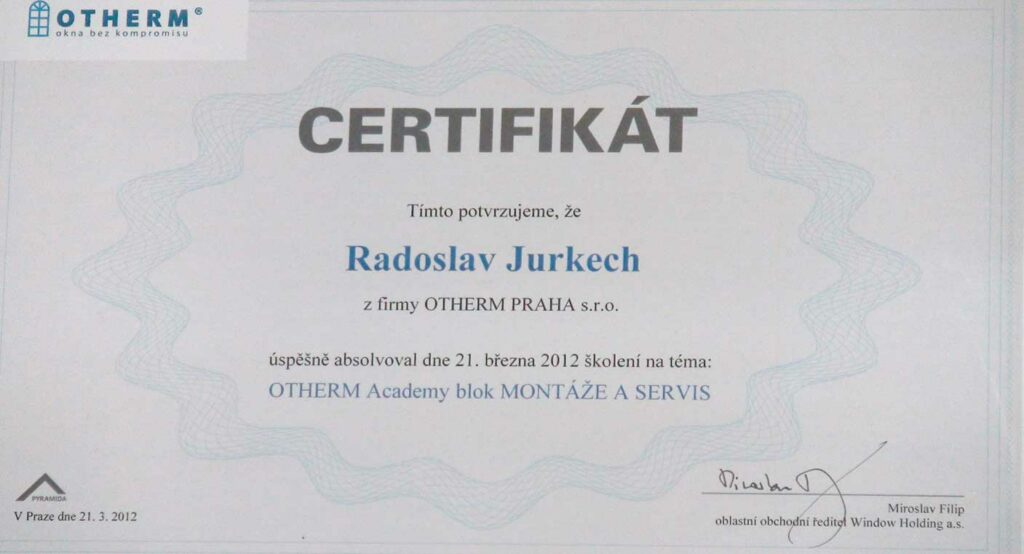 OTHERM®
okna bez kompromisu
CERTIFIKÁT
Tímto potvrzujeme, že
Radoslav Jurkech
z firmy OTHERM PRAHA s.r.o.
úspěšně absolvoval dne 21. března 2012 školení na téma:
OTHERM Academy blok MONTÁŽE A SERVIS
PYRAMIDA
V Praze dne 21. 3. 2012
Miroslav Filip
oblastní obchodní ředitel Window Holding a.s.